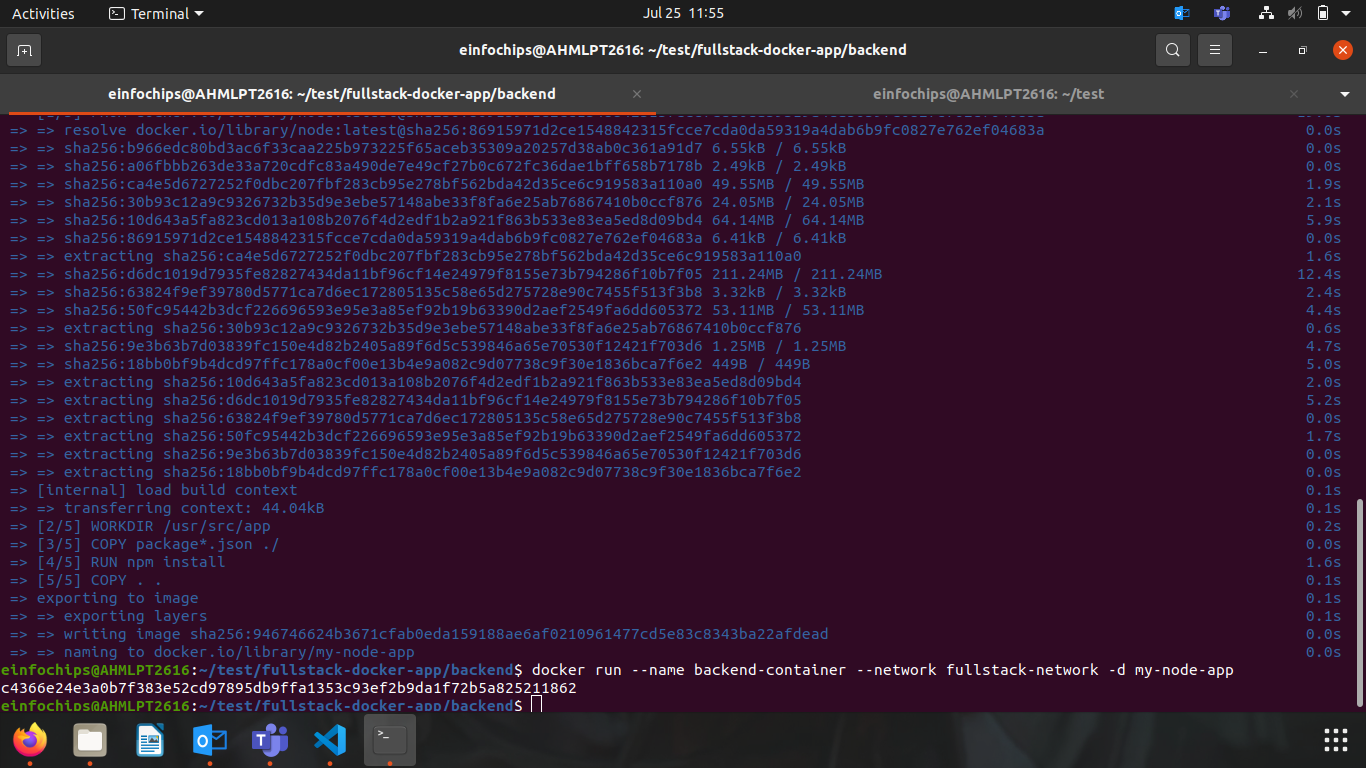 Activities
Terminal
Jul 25 11:55
einfochips@AHMLPT2616: ~/test/fullstack-docker-app/backend
einfochips@AHMLPT2616: ~/test/fullstack-docker-app/backend
einfochips@AHMLPT2616: ~/test
=> => resolve docker.io/library/node:latest@sha256:86915971d2ce1548842315fcce7cda0da59319a4dab6b9fc0827e762ef04683a 0.0s
=> => sha256:b966edc80bd3ac6f33caa225b973225f65aceb35309a20257d38ab0c361a91d7 6.55kB / 6.55kB 0.0s
=> => sha256:a06fbbb263de33a720cdfc83a490de7e49cf27b0c672fc36dae1bff658b7178b 2.49kB / 2.49kB 0.0s
=> => sha256:ca4e5d6727252f0dbc207fbf283cb95e278bf562bda42d35ce6c919583a110a0 49.55MB / 49.55MB 1.9s
=> => sha256:30b93c12a9c9326732b35d9e3ebe57148abe33f8fa6e25ab76867410b0ccf876 24.05MB / 24.05MB 2.1s
=> => sha256:10d643a5fa823cd013a108b2076f4d2edf1b2a921f863b533e83ea5ed8d09bd4 64.14MB / 64.14MB 5.9s
=> => sha256:86915971d2ce1548842315fcce7cda0da59319a4dab6b9fc0827e762ef04683a 6.41kB / 6.41kB 0.0s
=> => extracting sha256:ca4e5d6727252f0dbc207fbf283cb95e278bf562bda42d35ce6c919583a110a0 1.6s
=> => sha256:d6dc1019d7935fe82827434da11bf96cf14e24979f8155e73b794286f10b7f05 211.24MB / 211.24MB 12.4s
=> => sha256:63824f9ef39780d5771ca7d6ec172805135c58e65d275728e90c7455f513f3b8 3.32kB / 3.32kB 2.4s
=> => sha256:50fc95442b3dcf226696593e95e3a85ef92b19b63390d2aef2549fa6dd605372 53.11MB / 53.11MB 4.4s
=> => extracting sha256:30b93c12a9c9326732b35d9e3ebe57148abe33f8fa6e25ab76867410b0ccf876 0.6s
=> => sha256:9e3b63b7d03839fc150e4d82b2405a89f6d5c539846a65e70530f12421f703d6 1.25MB / 1.25MB 4.7s
=> => sha256:18bb0bf9b4dcd97ffc178a0cf00e13b4e9a082c9d07738c9f30e1836bca7f6e2 449B / 449B 5.0s
=> => extracting sha256:10d643a5fa823cd013a108b2076f4d2edf1b2a921f863b533e83ea5ed8d09bd4 2.0s
=> => extracting sha256:d6dc1019d7935fe82827434da11bf96cf14e24979f8155e73b794286f10b7f05 5.2s
=> => extracting sha256:63824f9ef39780d5771ca7d6ec172805135c58e65d275728e90c7455f513f3b8 0.0s
=> => extracting sha256:50fc95442b3dcf226696593e95e3a85ef92b19b63390d2aef2549fa6dd605372 1.7s
=> => extracting sha256:9e3b63b7d03839fc150e4d82b2405a89f6d5c539846a65e70530f12421f703d6 0.0s
=> => extracting sha256:18bb0bf9b4dcd97ffc178a0cf00e13b4e9a082c9d07738c9f30e1836bca7f6e2 0.0s
=> [internal] load build context 0.1s
=> => transferring context: 44.04kB 0.1s
=> [2/5] WORKDIR /usr/src/app 0.2s
=> [3/5] COPY package*.json ./ 0.0s
=> [4/5] RUN npm install 1.6s
=> [5/5] COPY . . 0.1s
=> exporting to image 0.1s
=> => exporting layers 0.1s
=> => writing image sha256:946746624b3671cfab0eda159188ae6af0210961477cd5e83c8343ba22afdead 0.0s
=> => naming to docker.io/library/my-node-app 0.0s
einfochips@AHMLPT2616:~/test/fullstack-docker-app/backend$ docker run --name backend-container --network fullstack-network -d my-node-app
c4366e24e3a0b7f383e52cd97895db9ffa1353c93ef2b9da1f72b5a825211862
einfochips@AHMLPT2616:~/test/fullstack-docker-app/backend$